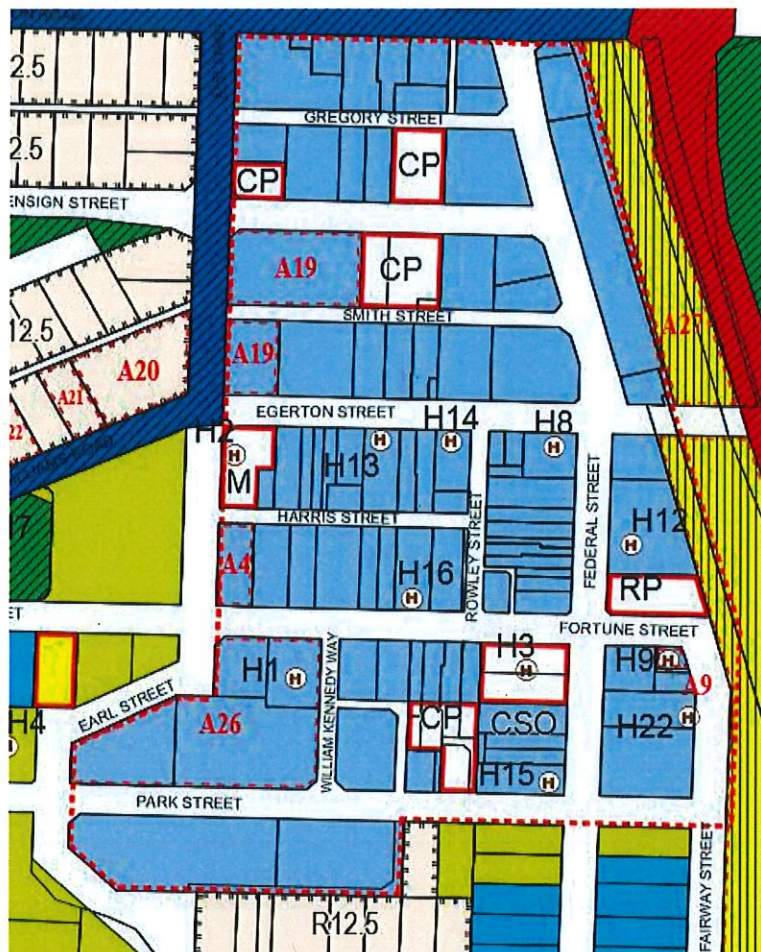 2.5
GREGORY STREET
2.5
CP
CP
ENSIGN STREET
A19
CP
A27
12.5
SMITH STREET
A19
A20
A21
22
EGERTON STREET
H2
H14
H8
H13
M
H12
HARRIS STREET
A4
H16
ROWLEY STREET
FEDERAL STREET
RP
FORTUNE STREET
H3
H9
A9
H1
WILLIAM KENNEDY WAY
EARL STREET
A26
CP
CSO
H22
H4
H15
PARK STREET
R12.5
FAIRWAY STREET